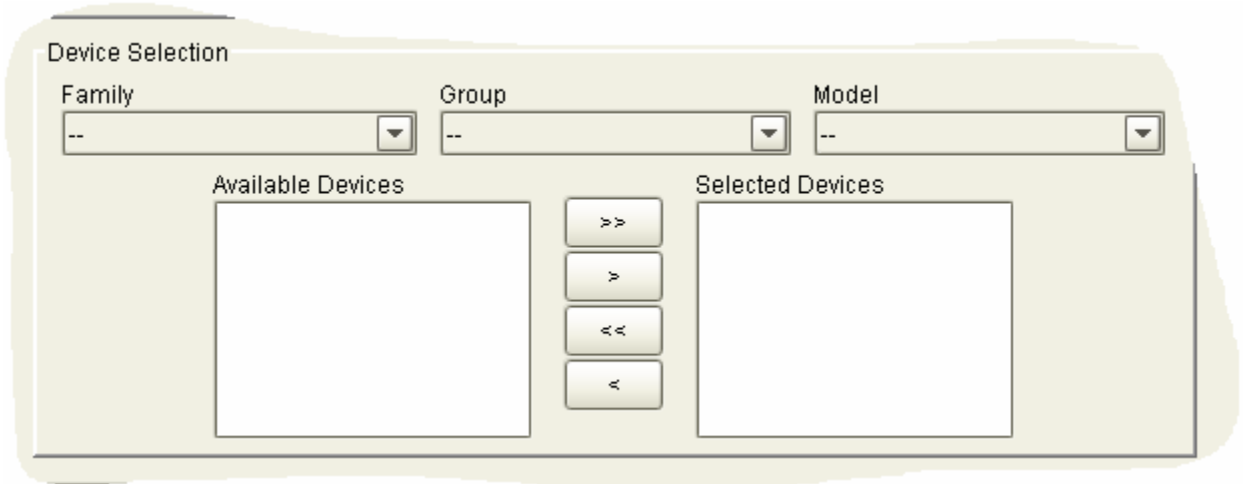 Device Selection
Family Group Model
-- -- --
Available Devices Selected Devices
>>
>
<<
<